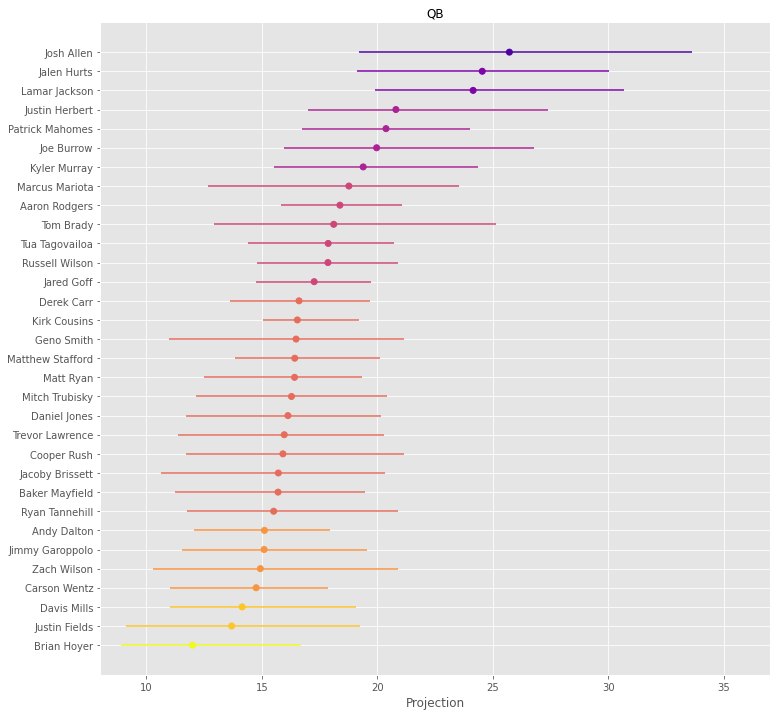 QB
Josh Allen
Jalen Hurts
Lamar Jackson
Justin Herbert
Patrick Mahomes
Joe Burrow
Kyler Murray
Marcus Mariota
Aaron Rodgers
Tom Brady
Tua Tagovailoa
Russell Wilson
Jared Goff
Derek Carr
Kirk Cousins
Geno Smith
Matthew Stafford
Matt Ryan
Mitch Trubisky
Daniel Jones
Trevor Lawrence
Cooper Rush
Jacoby Brissett
Baker Mayfield
Ryan Tannehill
Andy Dalton
Jimmy Garoppolo
Zach Wilson
Carson Wentz
Davis Mills
Justin Fields
Brian Hoyer
10 15 20 25 30 35
Projection